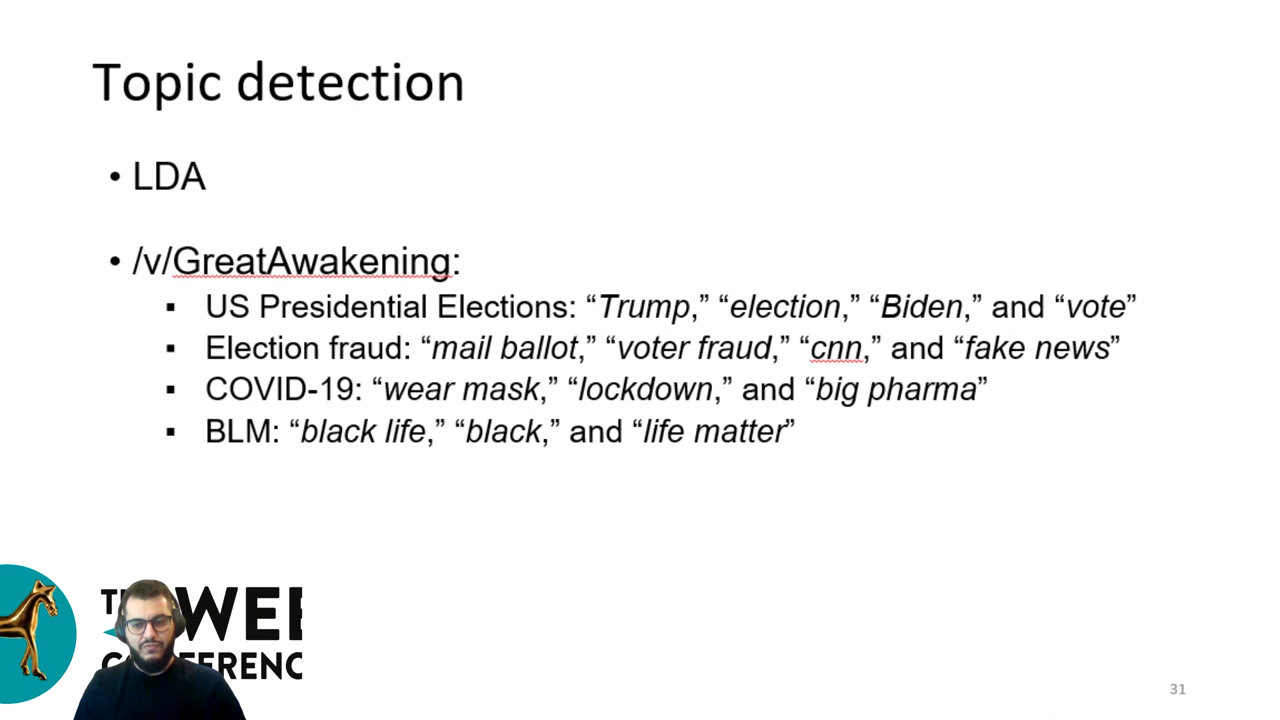 Topic detection
• LDA
• /v/GreatAwakening:
▪ US Presidential Elections: “Trump,” “election,” “Biden,” and “vote”
▪ Election fraud: “mail ballot,” “voter fraud,” “cnn,” and “fake news”
▪ COVID-19: “wear mask,” “lockdown,” and “big pharma”
▪ BLM: “black life,” “black,” and “life matter”
31